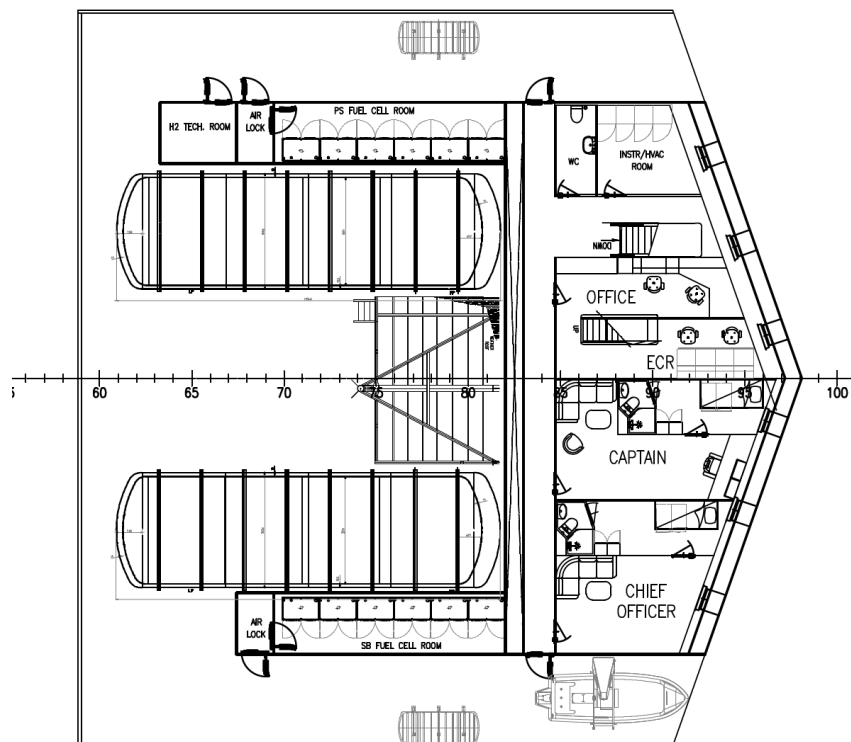 PS FUEL CELL ROOM
H2 TECH. ROOM
AIR
LOCK
WC
INSTR/HVAC
ROOM
DOWN
OFFICE
UP
ECR
5
60
65
70
75
80
85
90
95
100
CAPTAIN
CHIEF
OFFICER
AIR
LOCK
SB FUEL CELL ROOM